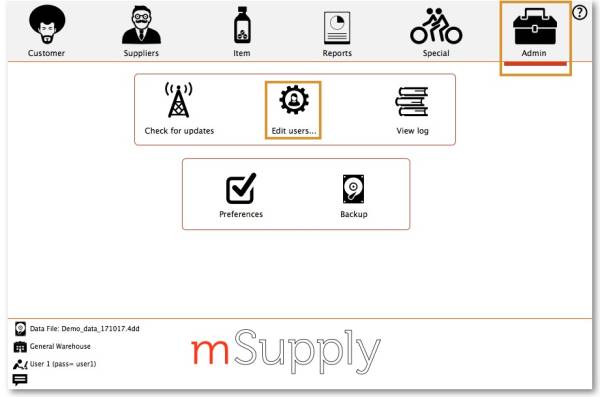 Customer
Suppliers
Item
Reports
Special
Admin
?
Check for updates
Edit users...
View log
Preferences
Backup
Data File: Demo_data_171017.4dd
General Warehouse
User 1 (pass= user1)
mSupply